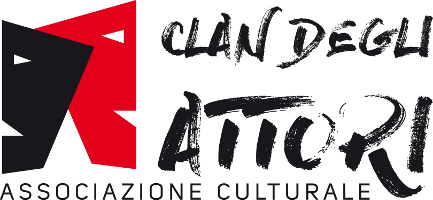 CLAN DEGLI
ATTORI
ASSOCIAZIONE CULTURALE